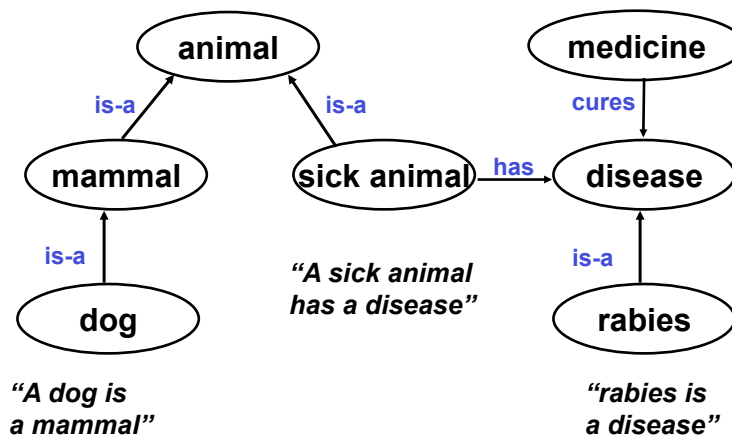 animal
medicine
is-a
is-a
cures
mammal
sick animal
has
disease
is-a
is-a
“A sick animal
has a disease”
dog
rabies
“A dog is
a mammal”
“rabies is
a disease”